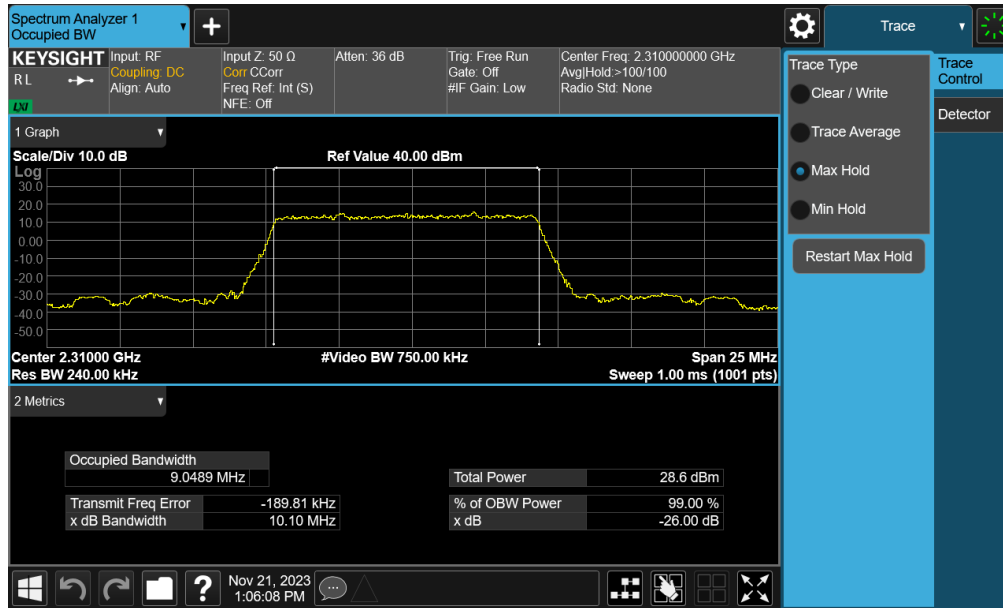 Spectrum Analyzer 1
Occupied BW
+
Trace
KEYSIGHT
R L
LXI
Input: RF
Coupling: DC
Align: Auto
Input Z: 50 Ω
Corr CCorr
Freq Ref: Int (S)
NFE: Off
Atten: 36 dB
Trig: Free Run
Gate: Off
#IF Gain: Low
Center Freq: 2.310000000 GHz
Avg|Hold:>100/100
Radio Std: None
Trace Type
Clear / Write
Trace Average
Max Hold
Min Hold
Restart Max Hold
Trace
Control
Detector
1 Graph
Scale/Div 10.0 dB
Ref Value 40.00 dBm
Log
30.0
20.0
10.0
0.00
-10.0
-20.0
-30.0
-40.0
-50.0
Center 2.31000 GHz
#Video BW 750.00 kHz
Span 25 MHz
Res BW 240.00 kHz
Sweep 1.00 ms (1001 pts)
2 Metrics
Occupied Bandwidth
9.0489 MHz
Total Power 28.6 dBm
Transmit Freq Error -189.81 kHz
% of OBW Power 99.00 %
x dB Bandwidth 10.10 MHz
x dB -26.00 dB
?
Nov 21, 2023
1:06:08 PM